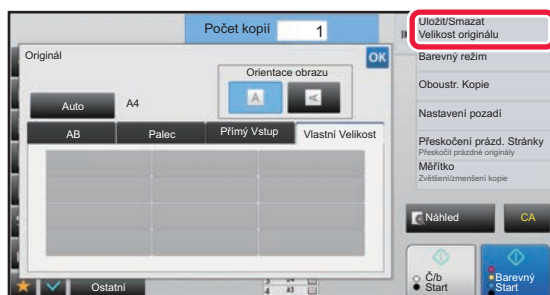 Počet kopií 1
Originál
OK
Orientace obrazu
A
A
Auto
A4
AB
Palec
Přímý Vstup
Vlastní Velikost
Ostatní
Uložit/Smazat
Velikost originálu
Barevný režim
Oboustr. Kopie
Nastavení pozadí
Přeskočení prázd. Stránky
Přeskočit prázdné originály
Měřítko
Zvětšení/zmenšení kopie
Náhled
CA
Č/b
Start
Barevný
Start